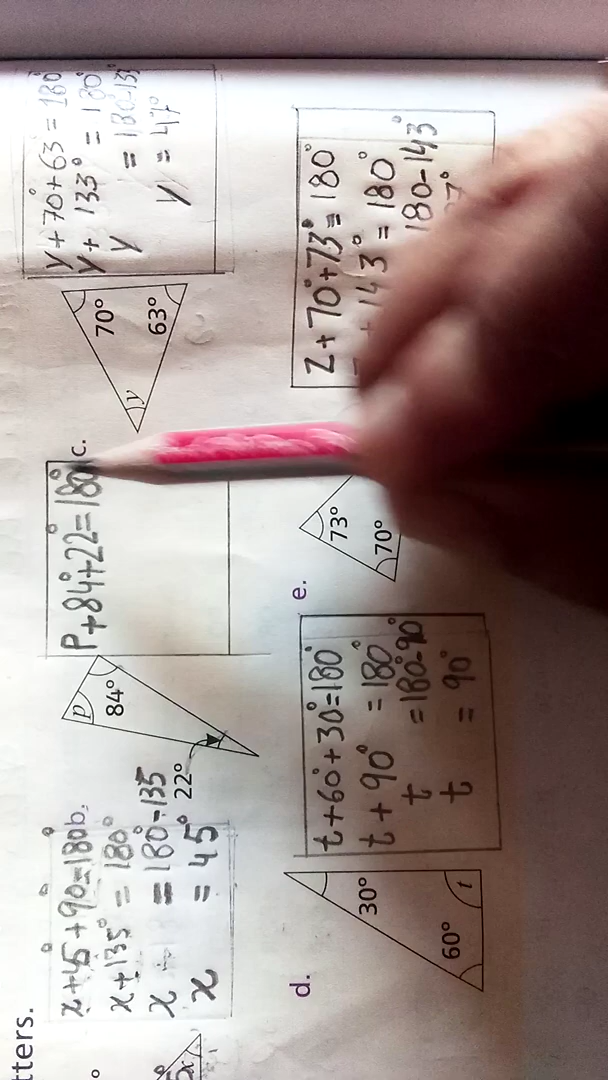 tters.
x+45+90=180
x+135° = 180°
x = 180-135
x = 45°
b.
p
84°
22°
P+84°+22°=180°
c.
70°
63°
y
y+70°+63=180°
y+133° = 180°
y = 180-133
y = 47°
d.
30°
60°
t
t+60°+30°=180°
t+90° = 180°
t = 180°-90°
t = 90°
e.
73°
70°
Z+70°+73°=180°
143° = 180°
180-143°